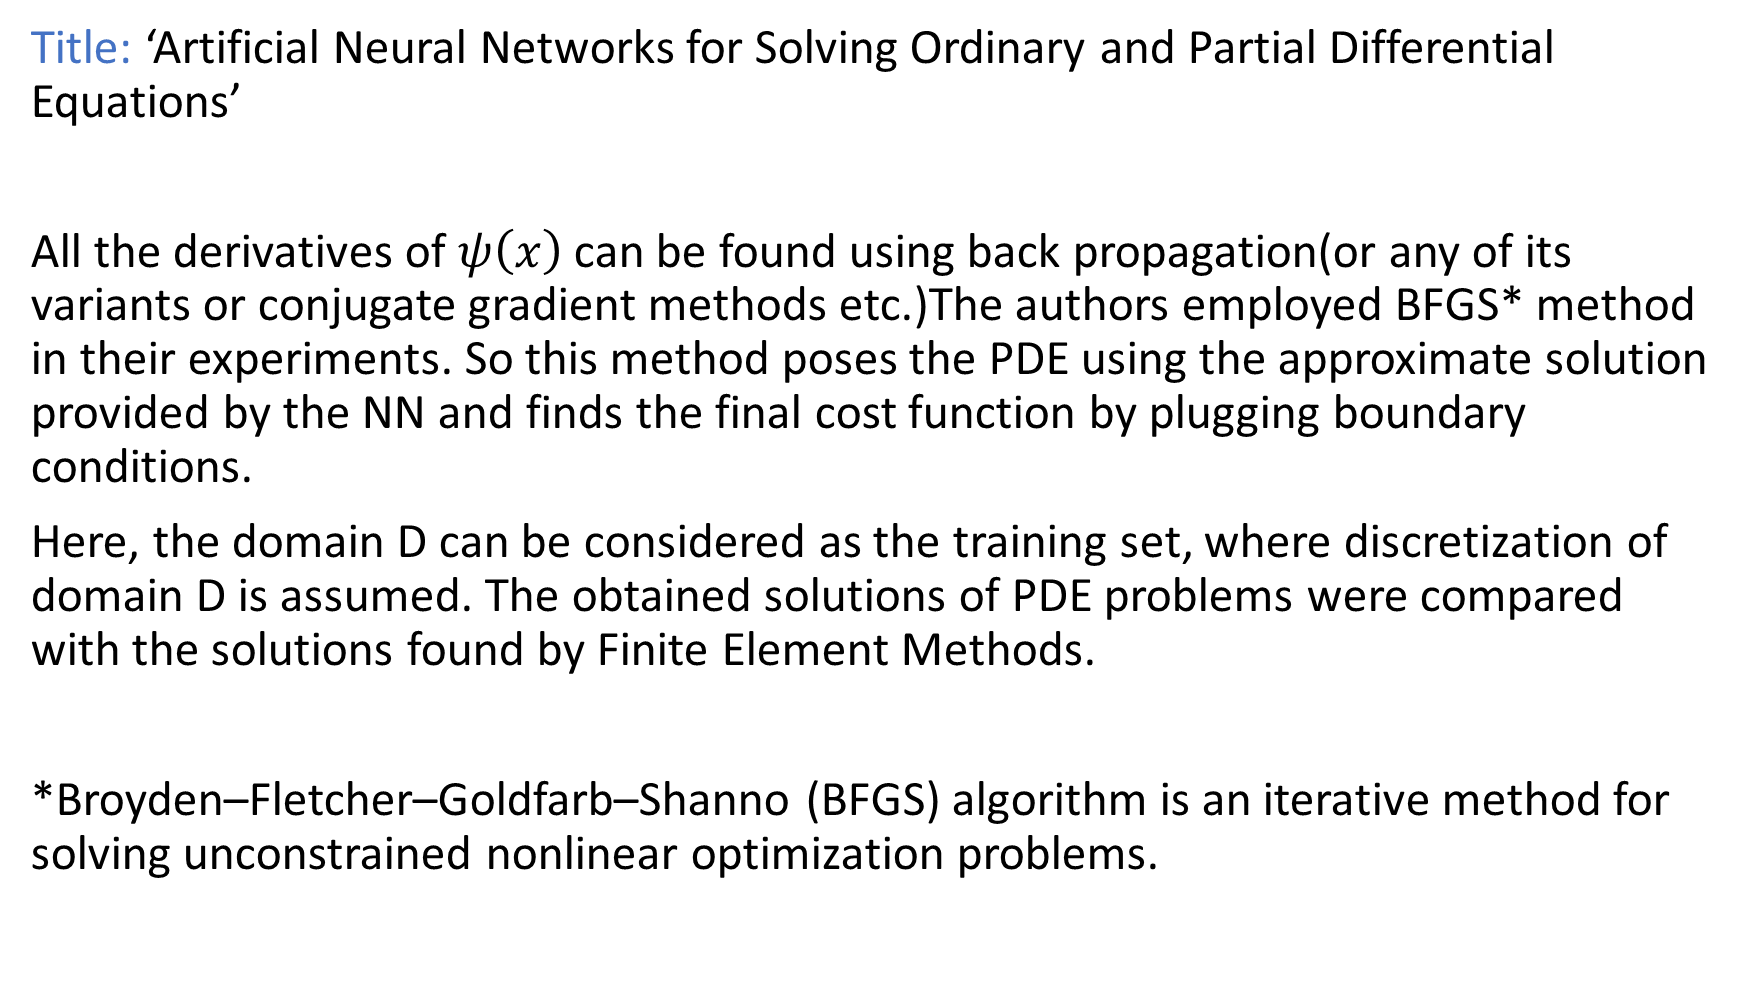 Title: ‘Artificial Neural Networks for Solving Ordinary and Partial Differential
Equations’
All the derivatives of 𝜓(𝑥) can be found using back propagation(or any of its
variants or conjugate gradient methods etc.)The authors employed BFGS* method
in their experiments. So this method poses the PDE using the approximate solution
provided by the NN and finds the final cost function by plugging boundary
conditions.
Here, the domain D can be considered as the training set, where discretization of
domain D is assumed. The obtained solutions of PDE problems were compared
with the solutions found by Finite Element Methods.
*Broyden–Fletcher–Goldfarb–Shanno (BFGS) algorithm is an iterative method for
solving unconstrained nonlinear optimization problems.